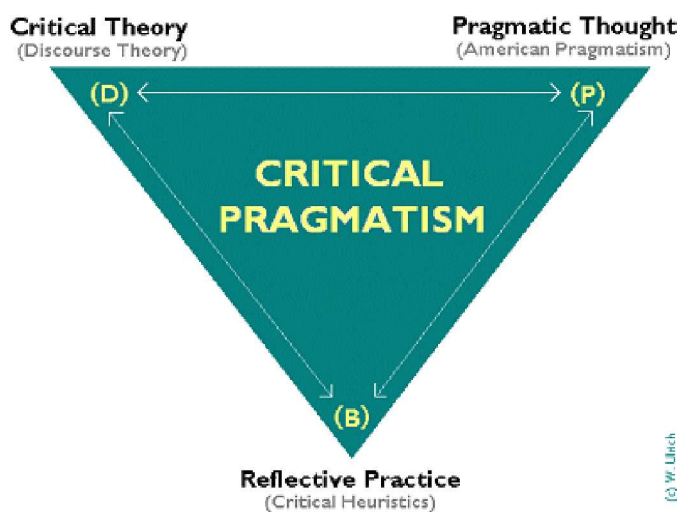 Critical Theory
(Discourse Theory)
Pragmatic Thought
(American Pragmatism)
(D)
(P)
CRITICAL
PRAGMATISM
(B)
Reflective Practice
(Critical Heuristics)
(c) W. Ulrich